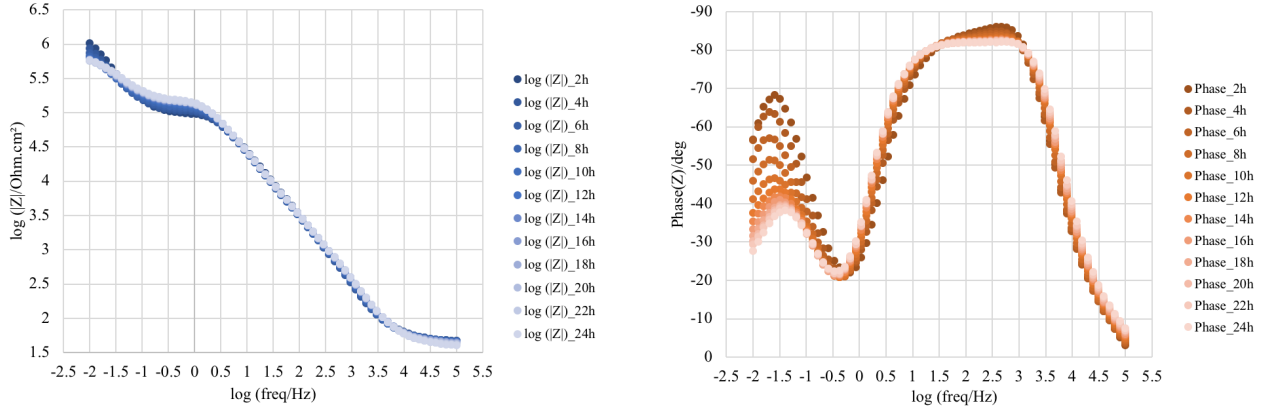 6.5
6
5.5
5
4.5
4
3.5
3
2.5
2
1.5
log (|Z|/Ohm.cm²)
-2.5 -2 -1.5 -1 -0.5 0 0.5 1 1.5 2 2.5 3 3.5 4 4.5 5 5.5
log (freq/Hz)
log (|Z|)_2h
log (|Z|)_4h
log (|Z|)_6h
log (|Z|)_8h
log (|Z|)_10h
log (|Z|)_12h
log (|Z|)_14h
log (|Z|)_16h
log (|Z|)_18h
log (|Z|)_20h
log (|Z|)_22h
log (|Z|)_24h
-90
-80
-70
-60
-50
-40
-30
-20
-10
0
Phase(Z)/deg
-2.5 -2 -1.5 -1 -0.5 0 0.5 1 1.5 2 2.5 3 3.5 4 4.5 5 5.5
log (freq/Hz)
Phase_2h
Phase_4h
Phase_6h
Phase_8h
Phase_10h
Phase_12h
Phase_14h
Phase_16h
Phase_18h
Phase_20h
Phase_22h
Phase_24h